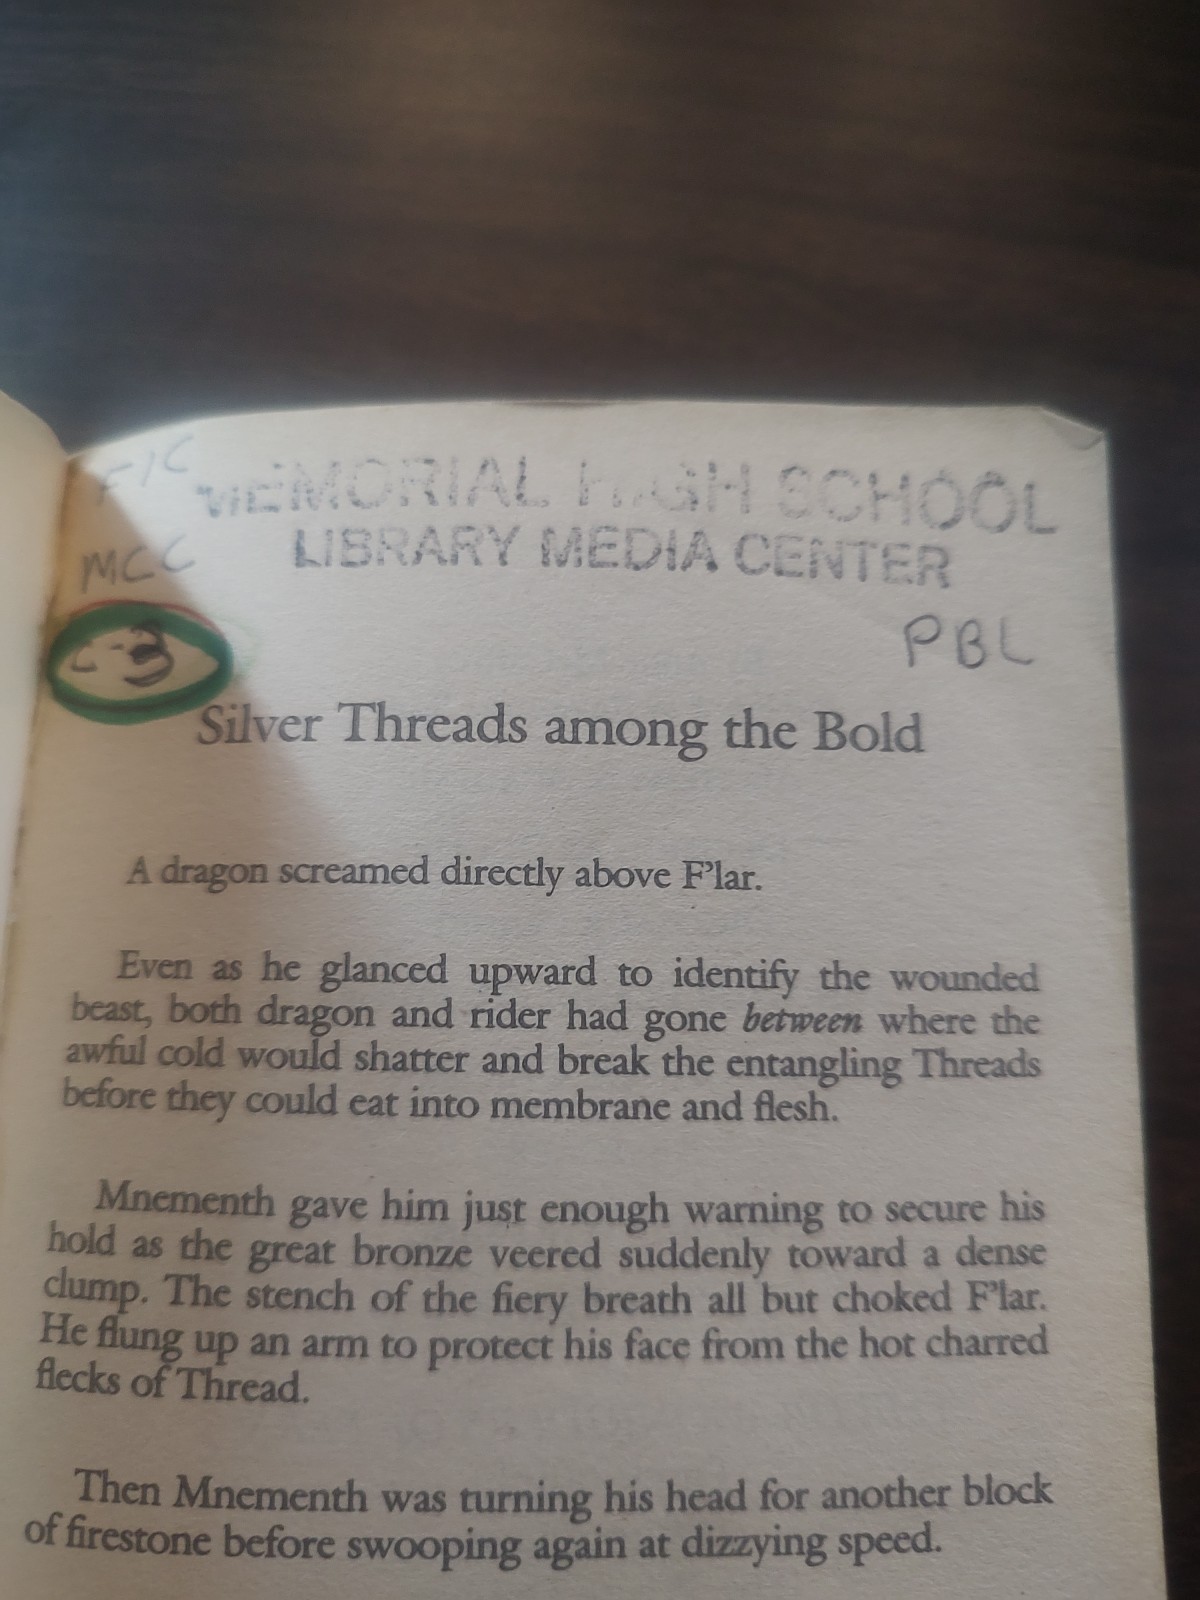 FIC
MEMORIAL HIGH SCHOOL
LIBRARY MEDIA CENTER
MCC
PBL
Silver Threads among the Bold
A dragon screamed directly above F'lar.
Even as he glanced upward to identify the wounded
beast, both dragon and rider had gone between where the
awful cold would shatter and break the entangling Threads
before they could eat into membrane and flesh.
Mnementh gave him just enough warning to secure his
hold as the great bronze veered suddenly toward a dense
clump. The stench of the fiery breath all but choked F'lar.
He flung up an arm to protect his face from the hot charred
flecks of Thread.
Then Mnementh was turning his head for another block
of firestone before swooping again at dizzying speed.